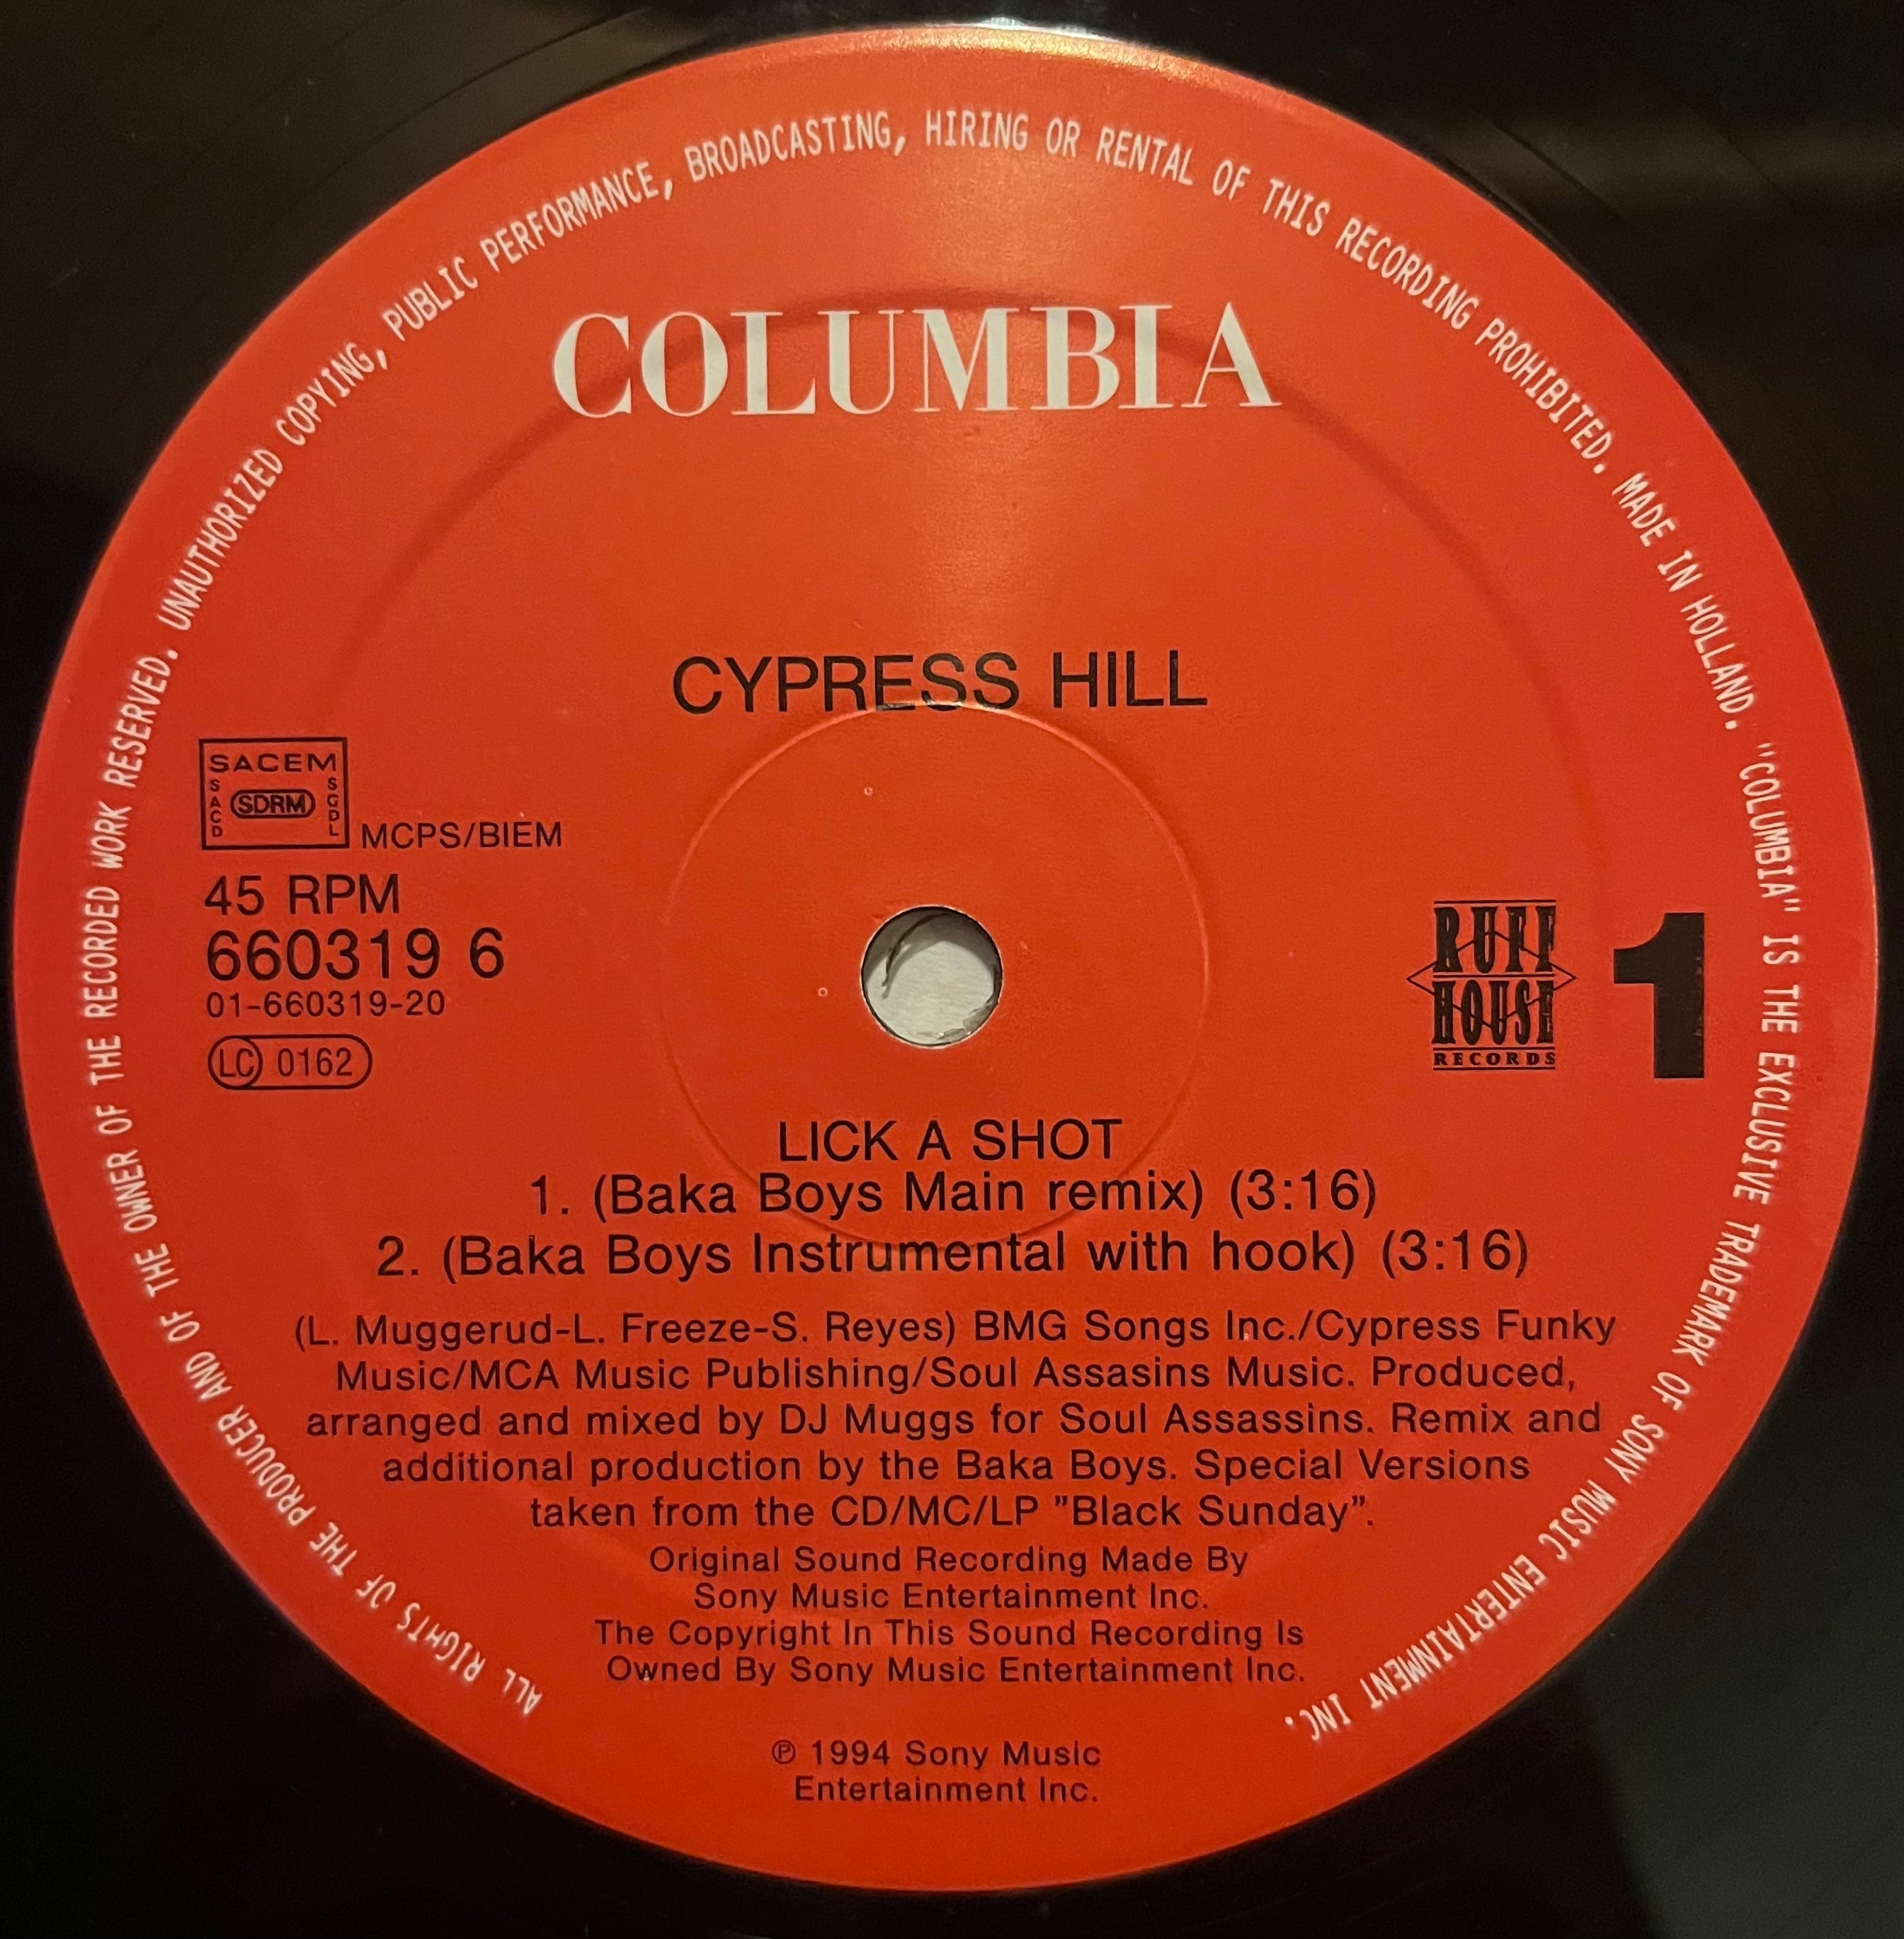 ALL RIGHTS OF THE PRODUCER AND OF THE OWNER OF THE RECORDED WORK RESERVED. UNAUTHORIZED COPYING, PUBLIC PERFORMANCE, BROADCASTING, HIRING OR RENTAL OF THIS RECORDING PROHIBITED. MADE IN HOLLAND. "COLUMBIA" IS THE EXCLUSIVE TRADEMARK OF SONY MUSIC ENTERTAINMENT INC.
COLUMBIA
CYPRESS HILL
SACEM
SACD
SDRM
SGDL
MCPS/BIEM
45 RPM
660319 6
01-660319-20
LC 0162
RUFF
HOUSE
RECORDS
1
LICK A SHOT
1. (Baka Boys Main remix) (3:16)
2. (Baka Boys Instrumental with hook) (3:16)
(L. Muggerud-L. Freeze-S. Reyes) BMG Songs Inc./Cypress Funky
Music/MCA Music Publishing/Soul Assasins Music. Produced,
arranged and mixed by DJ Muggs for Soul Assassins. Remix and
additional production by the Baka Boys. Special Versions
taken from the CD/MC/LP "Black Sunday".
Original Sound Recording Made By
Sony Music Entertainment Inc.
The Copyright In This Sound Recording Is
Owned By Sony Music Entertainment Inc.
℗ 1994 Sony Music
Entertainment Inc.